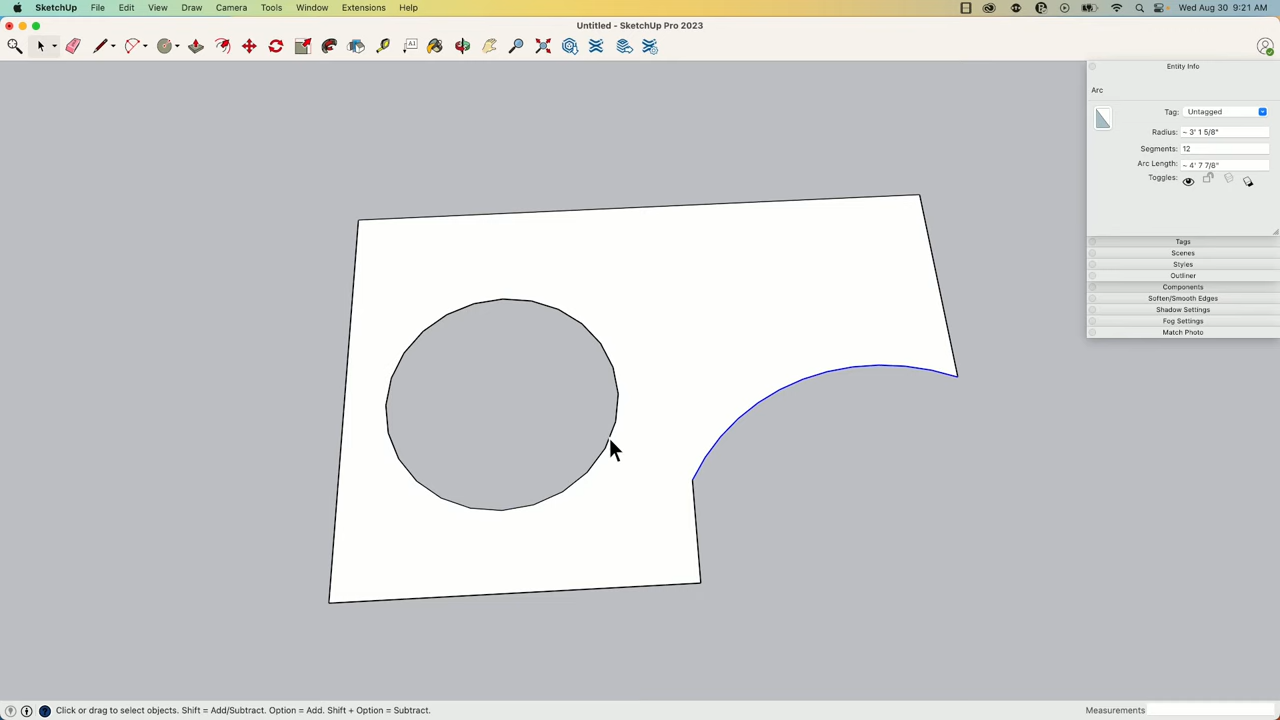 SketchUp File Edit View Draw Camera Tools Window Extensions Help Wed Aug 30 9:21 AM
Untitled - SketchUp Pro 2023
A1
Entity Info
Arc
Tag: Untagged
Radius: ~ 3' 1 5/8"
Segments: 12
Arc Length: ~ 4' 7 7/8"
Toggles:
Tags
Scenes
Styles
Outliner
Components
Soften/Smooth Edges
Shadow Settings
Fog Settings
Match Photo
Click or drag to select objects. Shift = Add/Subtract. Option = Add. Shift + Option = Subtract. Measurements